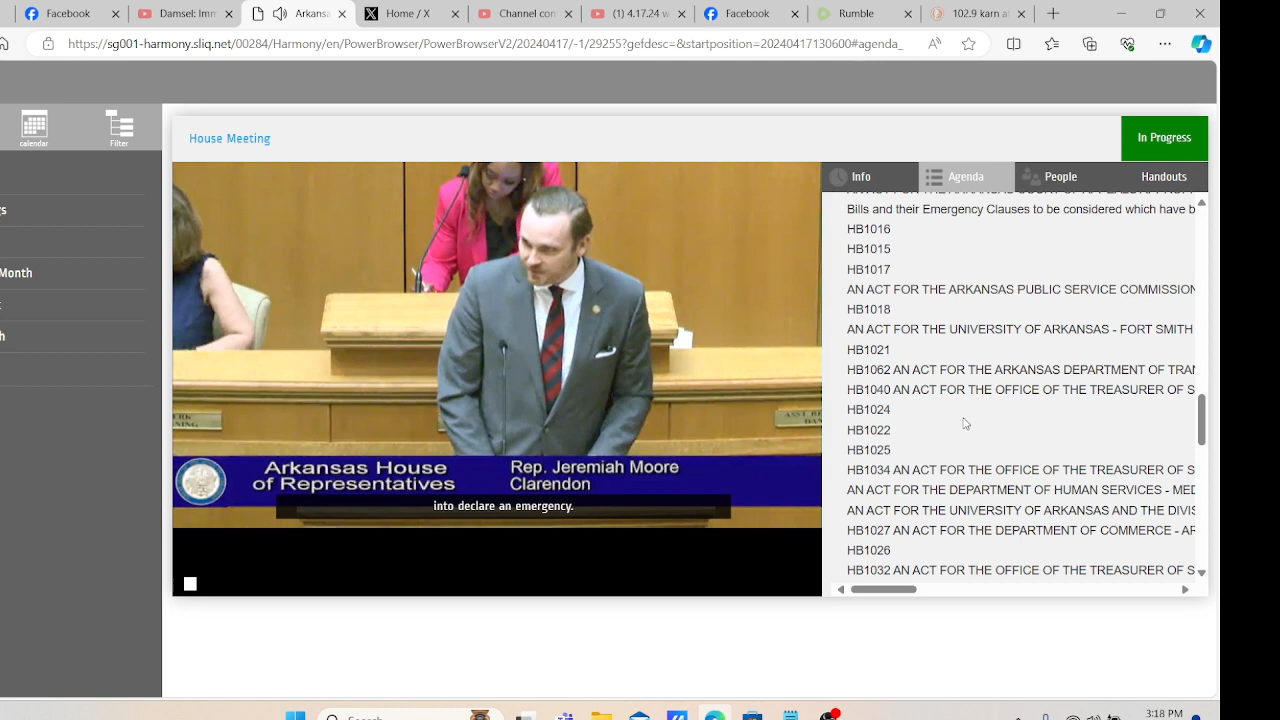 Facebook
Damsel: Imm
Arkansa
Home / X
Channel con
(1) 4.17.24 w
Facebook
Rumble
102.9 karn af
https://sg001-harmony.sliq.net/00284/Harmony/en/PowerBrowser/PowerBrowserV2/20240417/-1/29255?gefdesc=&startposition=20240417130600#agenda_
calendar
Filter
Month
House Meeting
In Progress
Info
Agenda
People
Handouts
Bills and their Emergency Clauses to be considered which have b
HB1016
HB1015
HB1017
AN ACT FOR THE ARKANSAS PUBLIC SERVICE COMMISSION
HB1018
AN ACT FOR THE UNIVERSITY OF ARKANSAS - FORT SMITH
HB1021
HB1062 AN ACT FOR THE ARKANSAS DEPARTMENT OF TRAN
HB1040 AN ACT FOR THE OFFICE OF THE TREASURER OF S
HB1024
HB1022
HB1025
HB1034 AN ACT FOR THE OFFICE OF THE TREASURER OF S
AN ACT FOR THE DEPARTMENT OF HUMAN SERVICES - MED
AN ACT FOR THE UNIVERSITY OF ARKANSAS AND THE DIVIS
HB1027 AN ACT FOR THE DEPARTMENT OF COMMERCE - AR
HB1026
HB1032 AN ACT FOR THE OFFICE OF THE TREASURER OF S
Arkansas House
of Representatives
Rep. Jeremiah Moore
Clarendon
into declare an emergency.
Search
3:18 PM